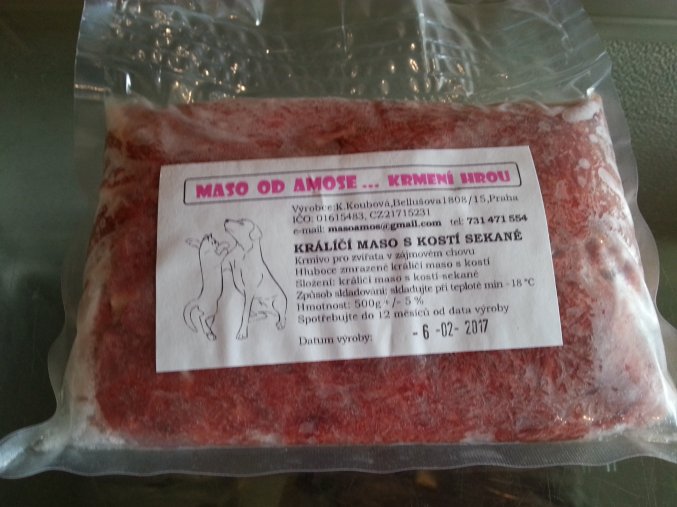 MASO OD AMOSE ... KRMENÍ HROU
Výrobce:K.Koubová,Bellušova1808/15,Praha
IČO: 01615483, CZ21715231
e-mail: masoamos@gmail.com tel: 731 471 554
KRÁLÍČÍ MASO S KOSTÍ SEKANÉ
Krmivo pro zvířata v zájmovém chovu
Hluboce zmrazené králičí maso s kostí
Složení: králičí maso s kostí-sekané
Způsob skladování: skladujte při teplotě min - 18 °C
Hmotnost: 500g +/- 5 %
Spotřebujte do 12 měsíců od data výroby
Datum výroby: - 6 -02- 2017